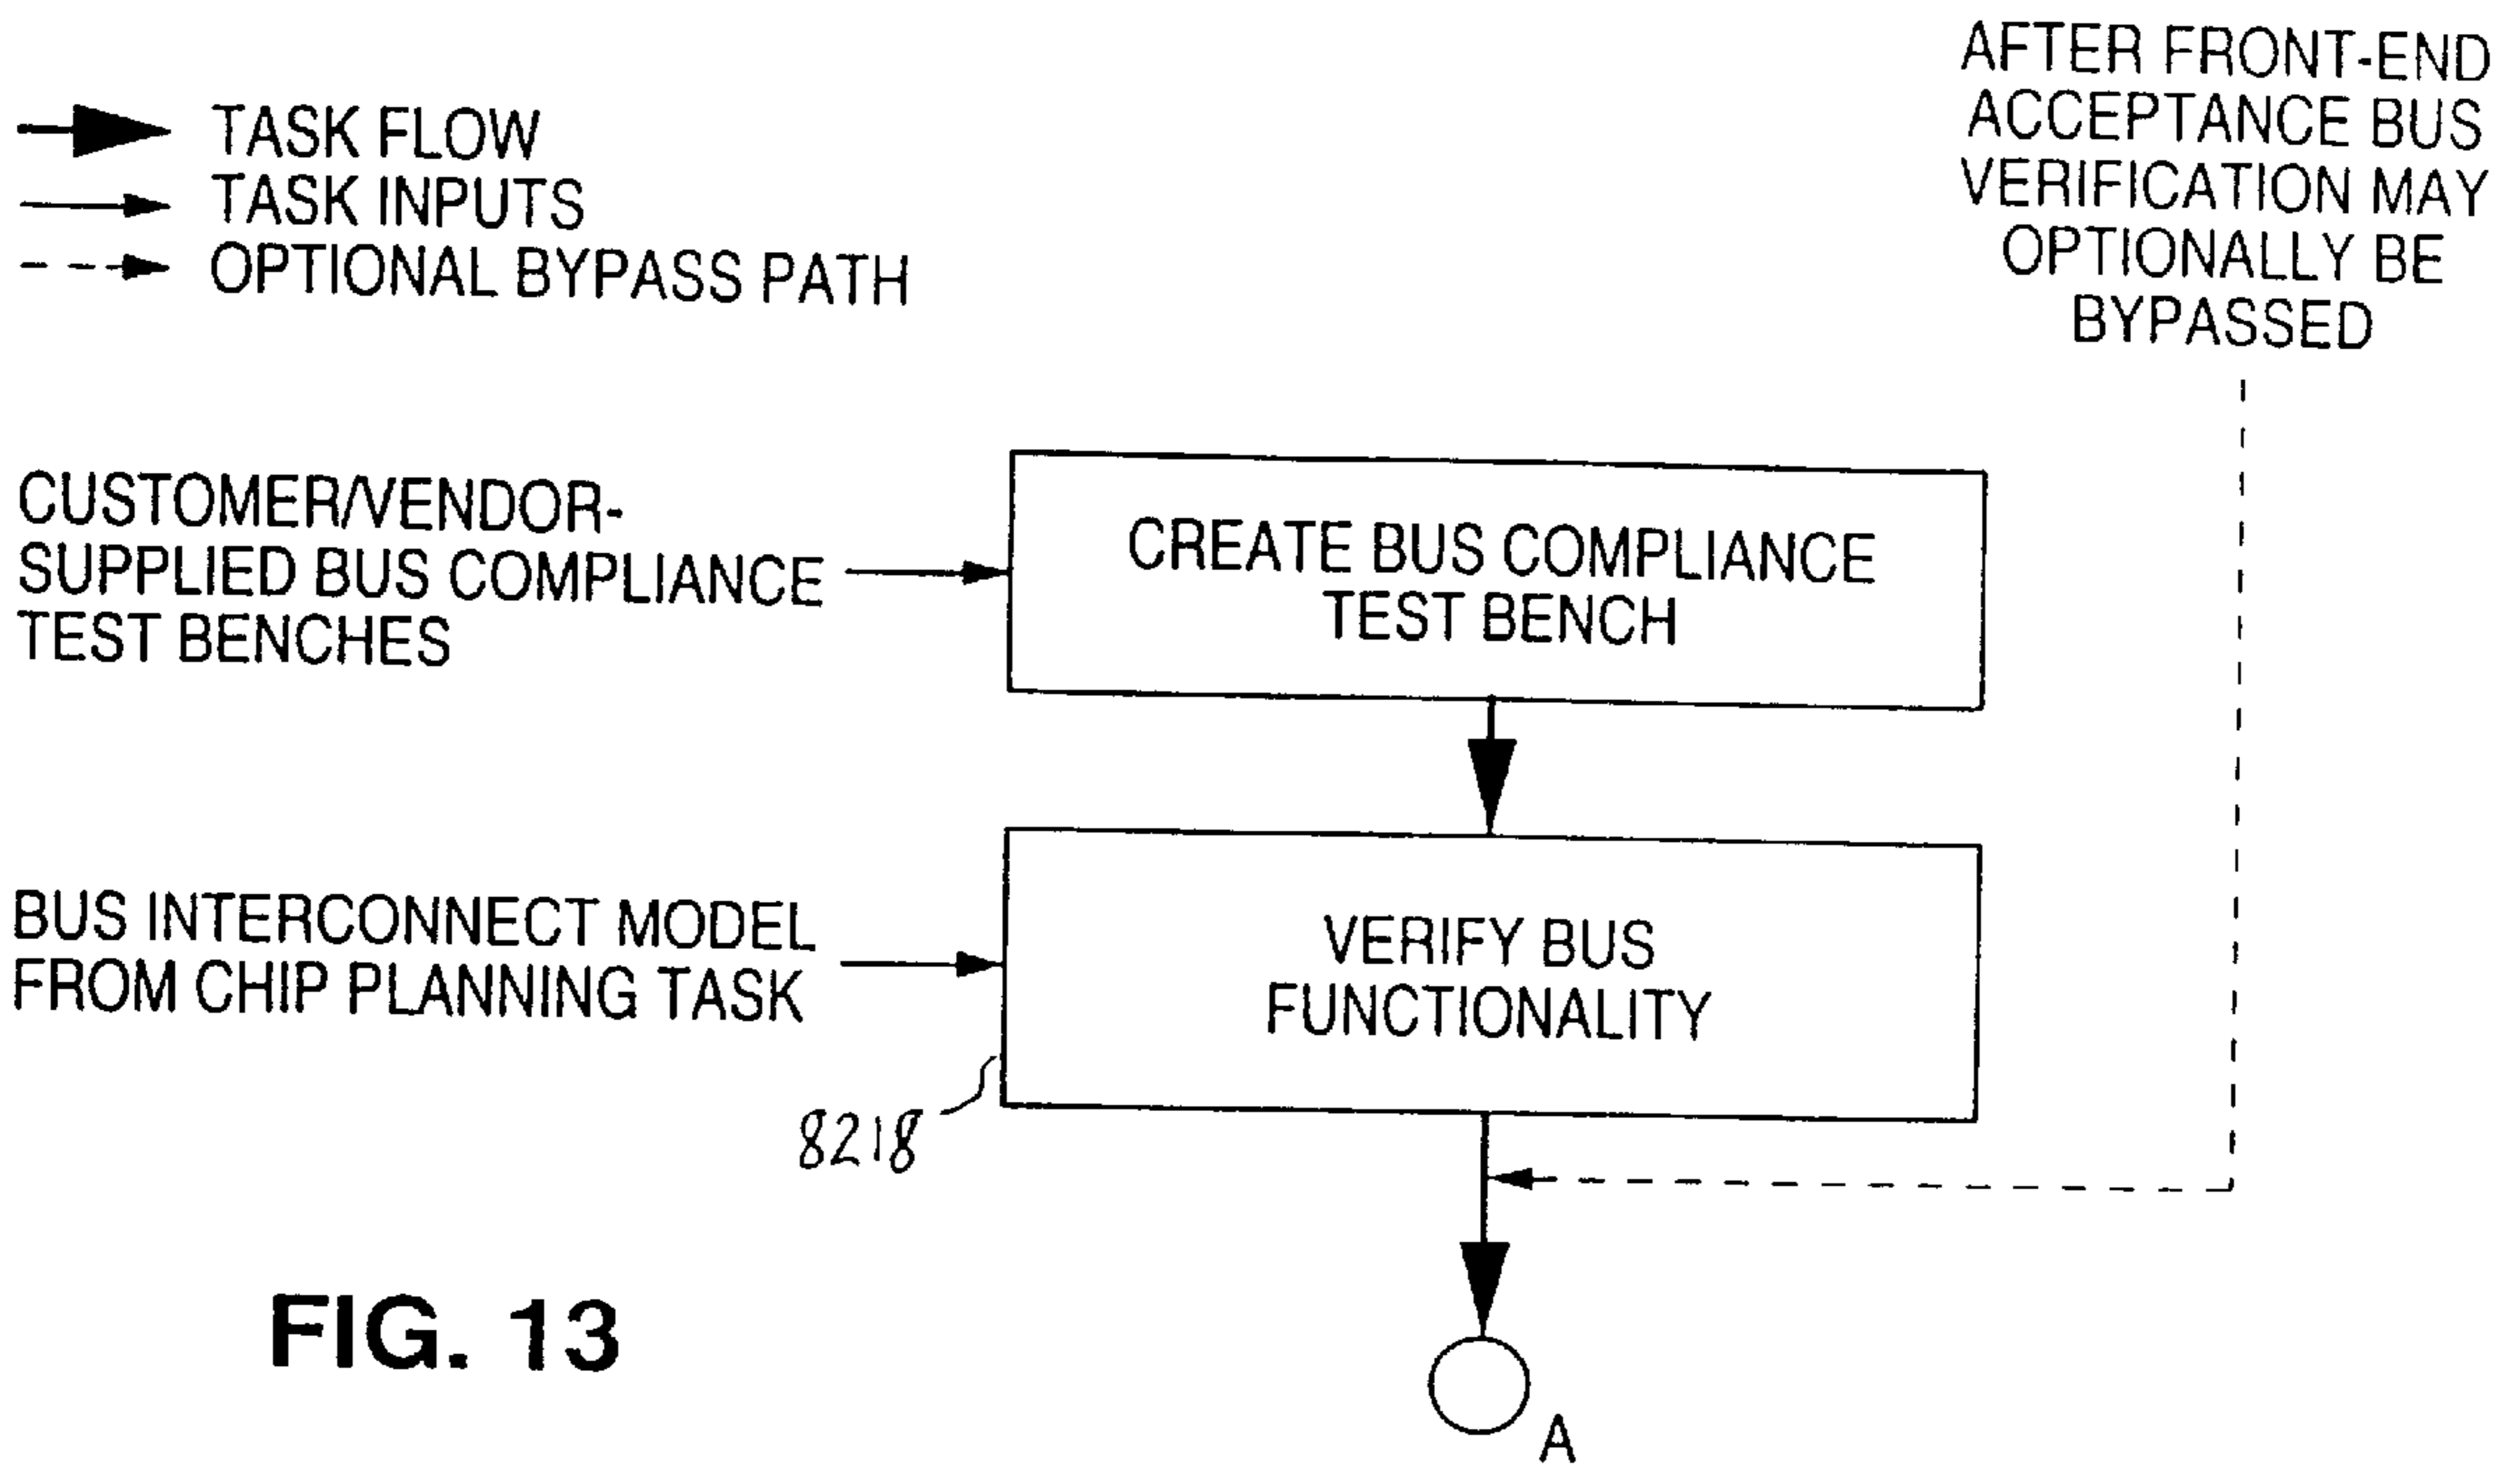 TASK FLOW
TASK INPUTS
OPTIONAL BYPASS PATH
AFTER FRONT-END
ACCEPTANCE BUS
VERIFICATION MAY
OPTIONALLY BE
BYPASSED
CUSTOMER/VENDOR-
SUPPLIED BUS COMPLIANCE
TEST BENCHES
CREATE BUS COMPLIANCE
TEST BENCH
BUS INTERCONNECT MODEL
FROM CHIP PLANNING TASK
VERIFY BUS
FUNCTIONALITY
8218
FIG. 13
A